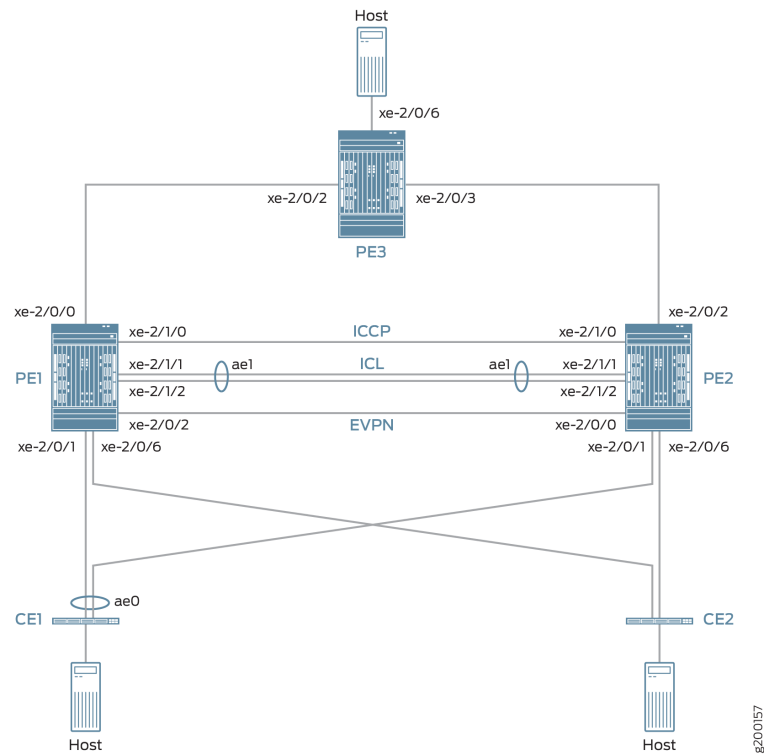 Host
xe-2/0/6
xe-2/0/2
xe-2/0/3
PE3
xe-2/0/0
xe-2/0/2
xe-2/1/0
ICCP
xe-2/1/0
xe-2/1/1
ae1
ICL
ae1
xe-2/1/1
PE1
PE2
xe-2/1/2
xe-2/1/2
xe-2/0/2
EVPN
xe-2/0/0
xe-2/0/1
xe-2/0/6
xe-2/0/1
xe-2/0/6
ae0
CE1
CE2
Host
Host
g200157